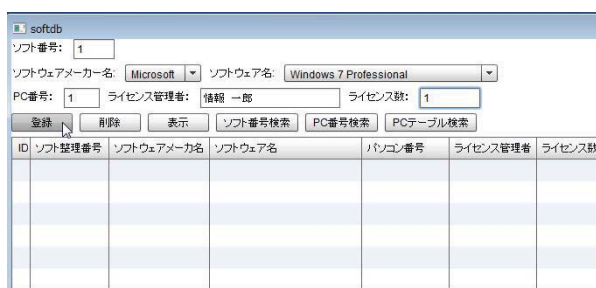 softdb
ソフト番号: 1
ソフトウェアメーカー名: Microsoft ソフトウェア名: Windows 7 Professional
PC番号: 1 ライセンス管理者: 情報 一郎 ライセンス数: 1
登録 削除 表示 ソフト番号検索 PC番号検索 PCテーブル検索
ID ソフト整理番号 ソフトウェアメーカ名 ソフトウェア名 パソコン番号 ライセンス管理者 ライセンス数